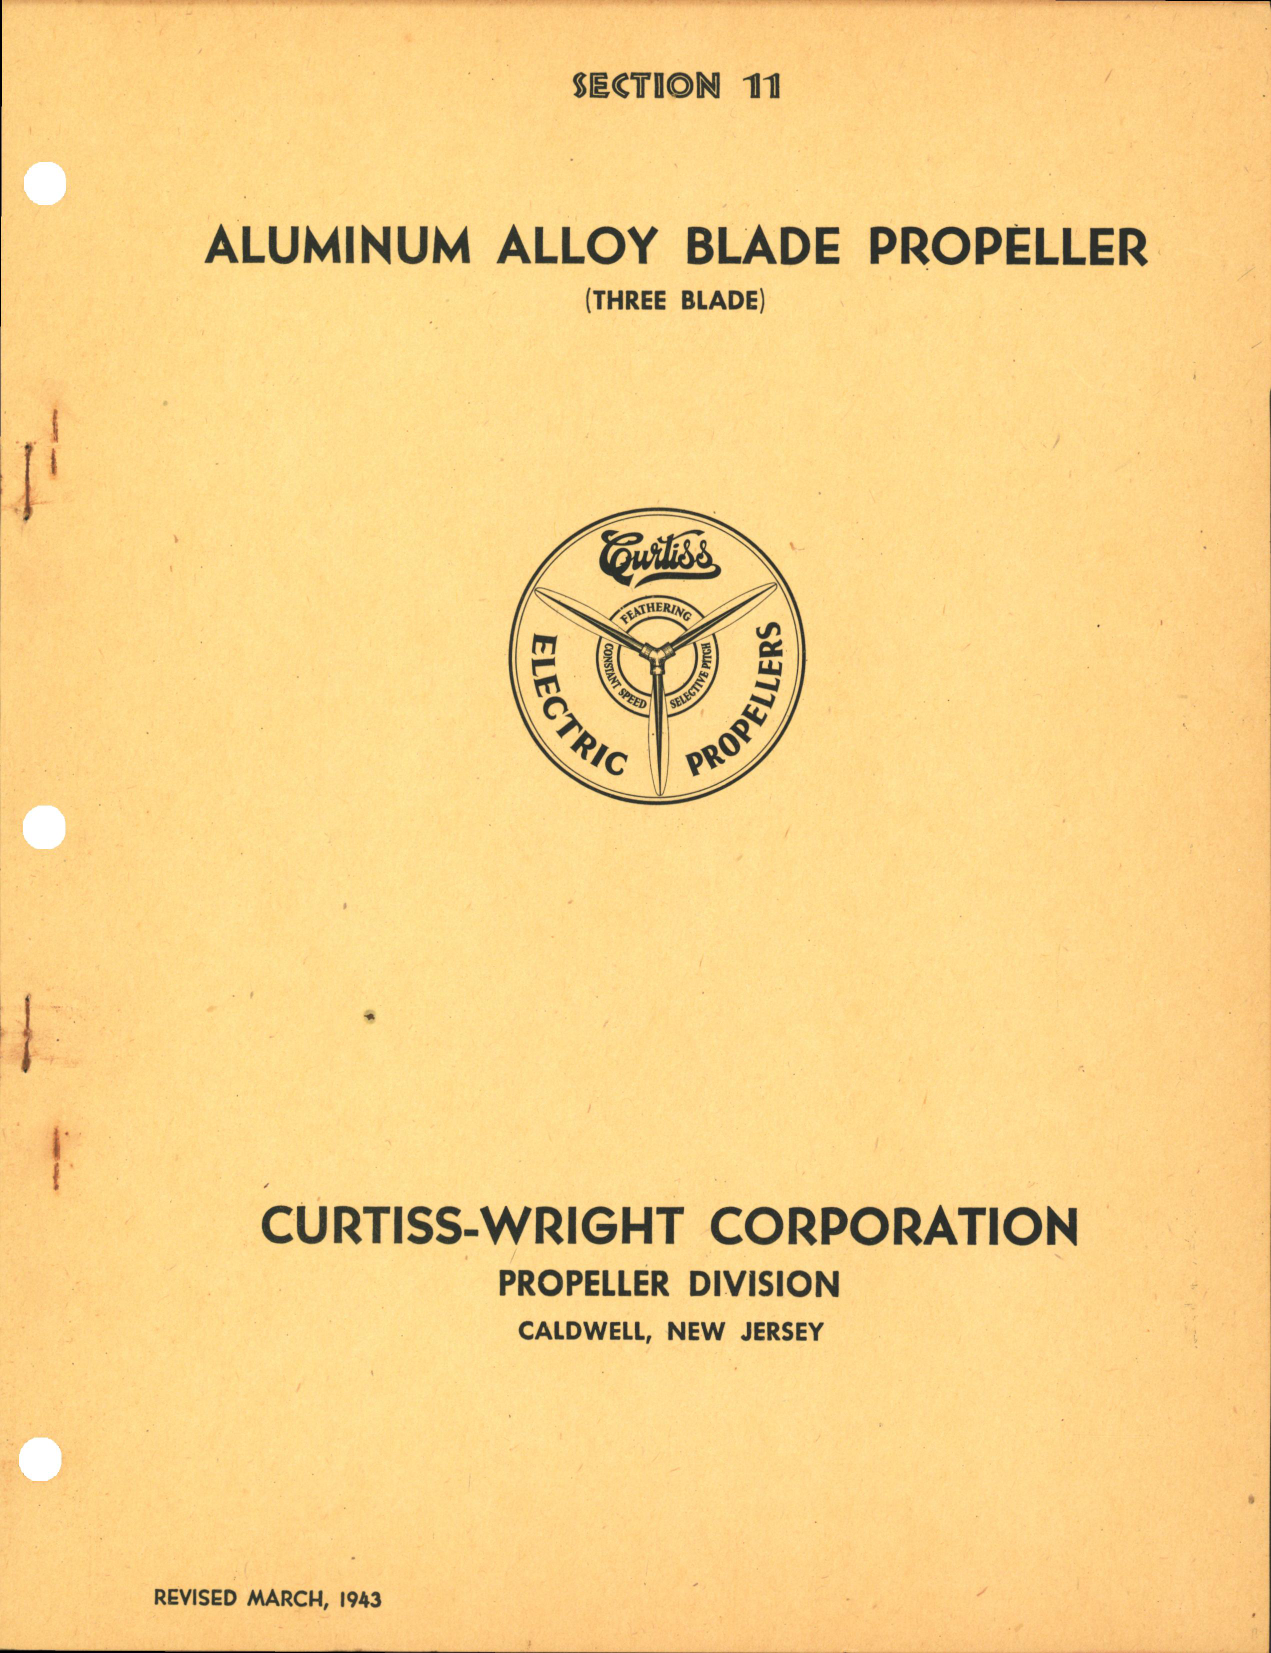 SECTION 11
ALUMINUM ALLOY BLADE PROPELLER
(THREE BLADE)
Curtiss
FEATHERING
CONSTANT SPEED
SELECTIVE PITCH
ELECTRIC
PROPELLERS
CURTISS-WRIGHT CORPORATION
PROPELLER DIVISION
CALDWELL, NEW JERSEY
REVISED MARCH, 1943